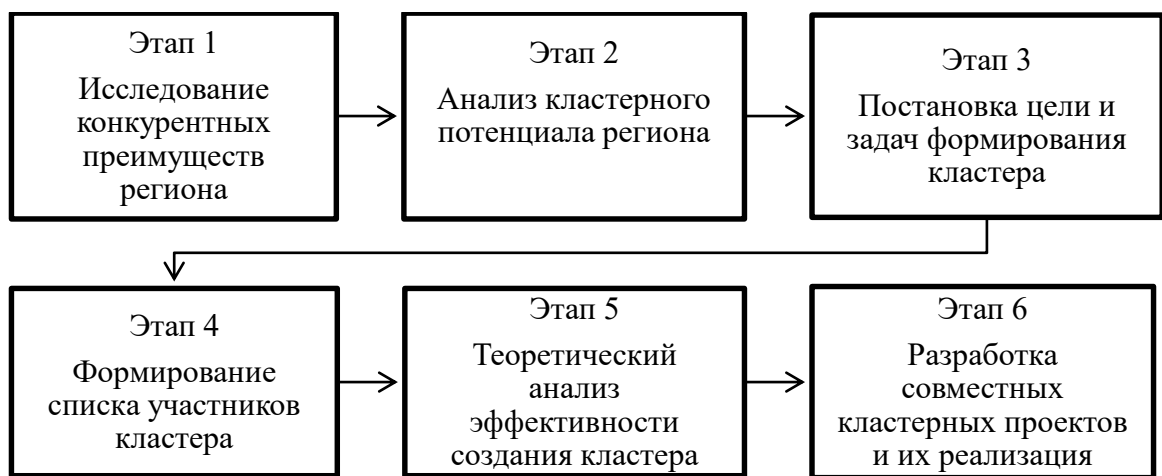 Этап 1
Исследование
конкурентных
преимуществ
региона
Этап 2
Анализ кластерного
потенциала региона
Этап 3
Постановка цели и
задач формирования
кластера
Этап 4
Формирование
списка участников
кластера
Этап 5
Теоретический
анализ
эффективности
создания кластера
Этап 6
Разработка
совместных
кластерных проектов
и их реализация